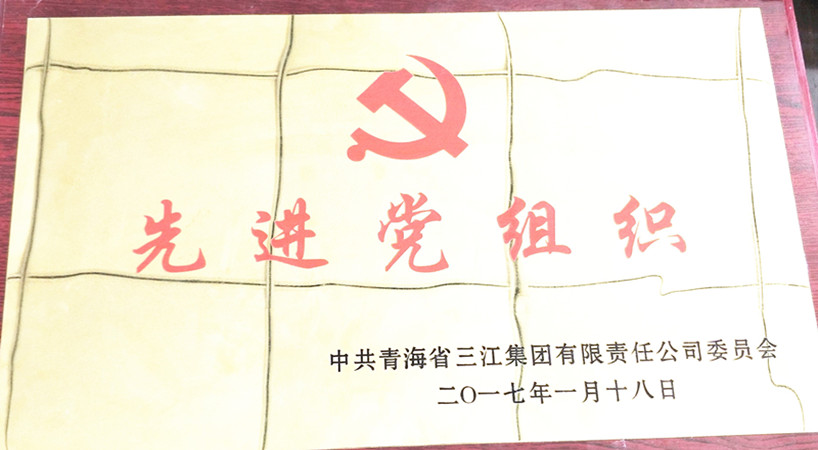 先进党组织
中共青海省三江集团有限责任公司委员会
二O一七年一月十八日